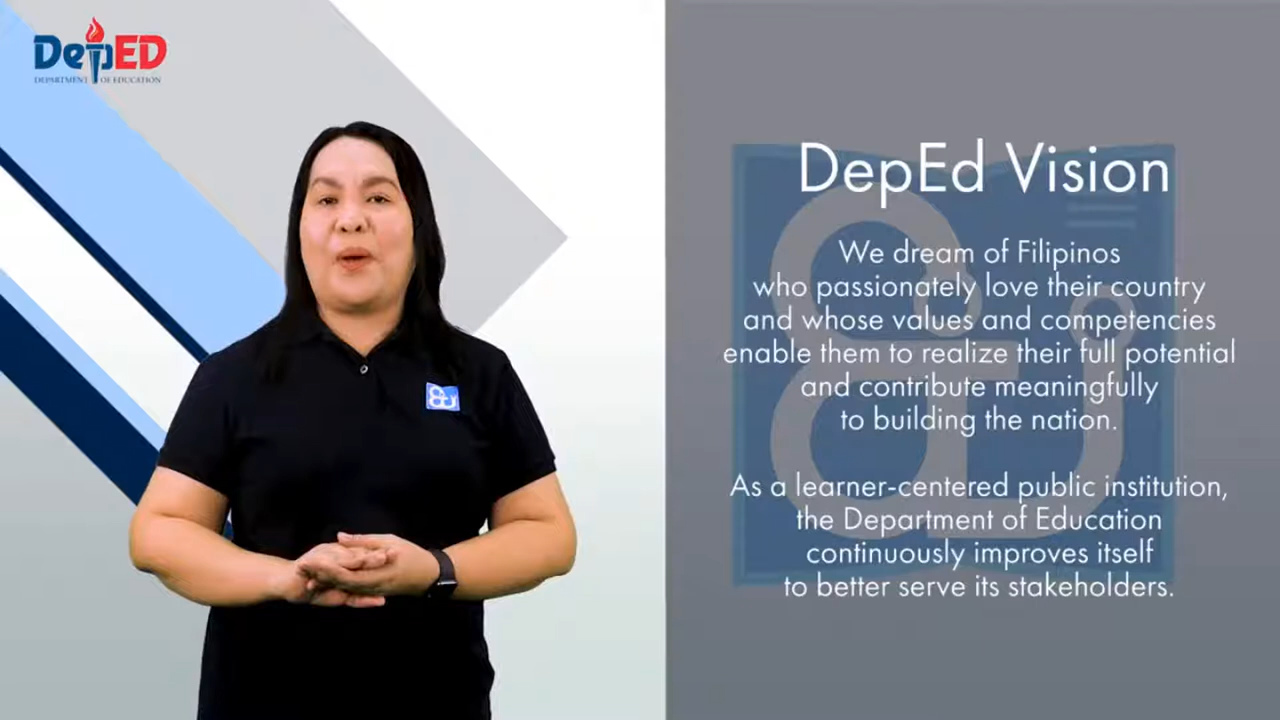 DepED
DEPARTMENT OF EDUCATION
DepEd Vision
We dream of Filipinos
who passionately love their country
and whose values and competencies
enable them to realize their full potential
and contribute meaningfully
to building the nation.
As a learner-centered public institution,
the Department of Education
continuously improves itself
to better serve its stakeholders.